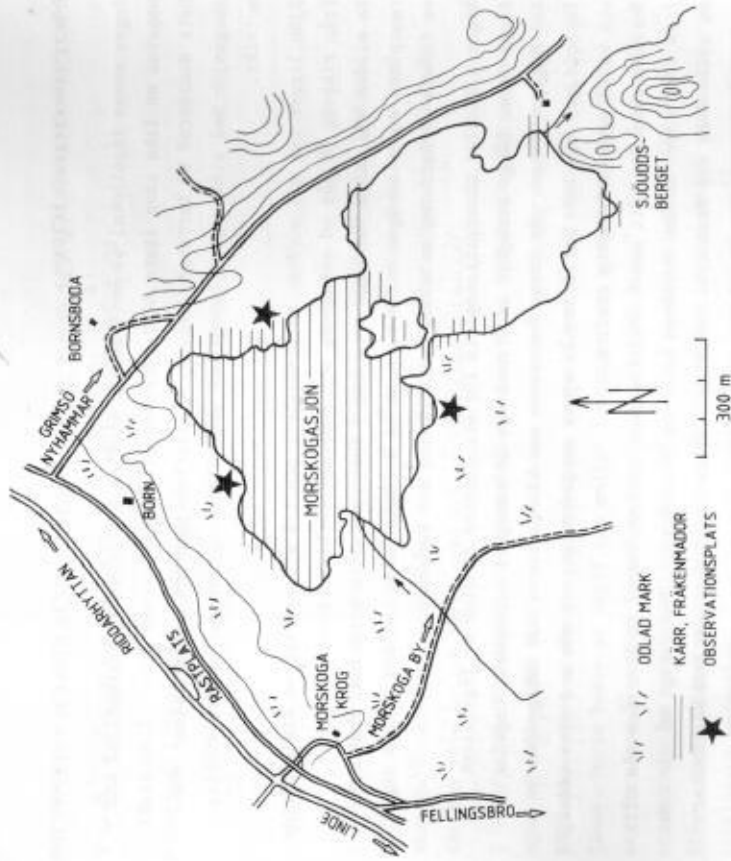 GRIMSÖ
NYHAMMAR
BORNSBODA
RIDDARHYTTAN
BORN
RASTPLATS
MORSKOGASJÖN
MORSKOGA
KROG
MORSKOGA BY
LINDE
FELLINGSBRO
SJÖUDDS-
BERGET
N
300 m
ODLAD MARK
KÄRR, FRÄKENMADOR
OBSERVATIONSPLATS